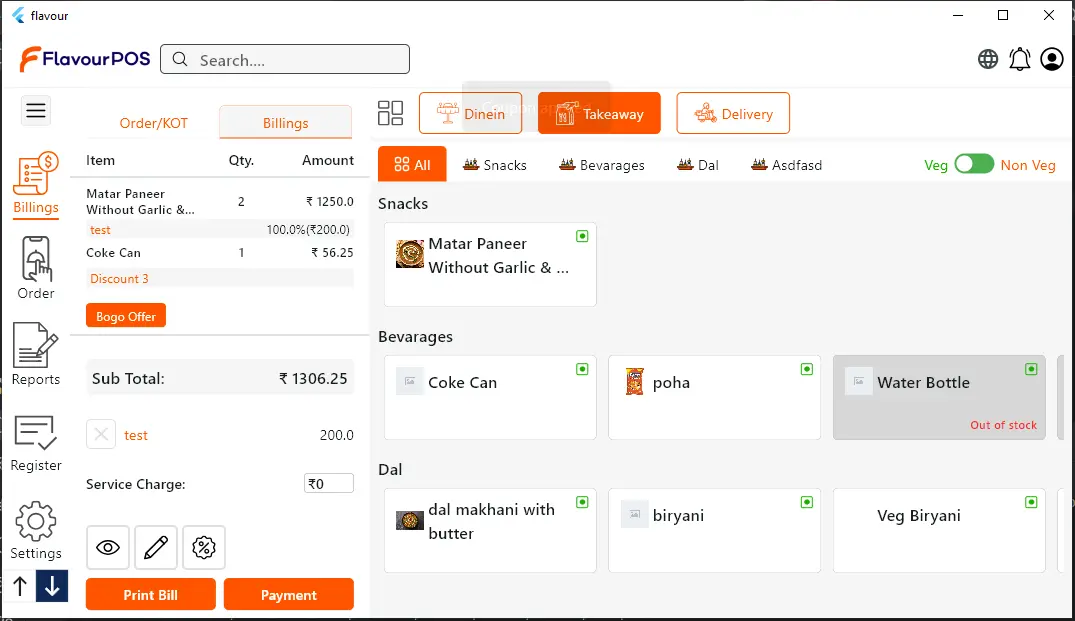 flavour
FlavourPOS
Search....
Order/KOT
Billings
Dinein
Takeaway
Delivery
Item Qty. Amount
Matar Paneer
Without Garlic &... 2 ₹ 1250.0
test 100.0%(₹200.0)
Coke Can 1 ₹ 56.25
Discount 3
Bogo Offer
Sub Total: ₹ 1306.25
test 200.0
Service Charge: ₹0
Print Bill
Payment
Billings
Order
Reports
Register
Settings
All
Snacks
Bevarages
Dal
Asdfasd
Veg
Non Veg
Snacks
Matar Paneer
Without Garlic & ...
Bevarages
Coke Can
poha
Water Bottle
Out of stock
Dal
dal makhani with
butter
biryani
Veg Biryani